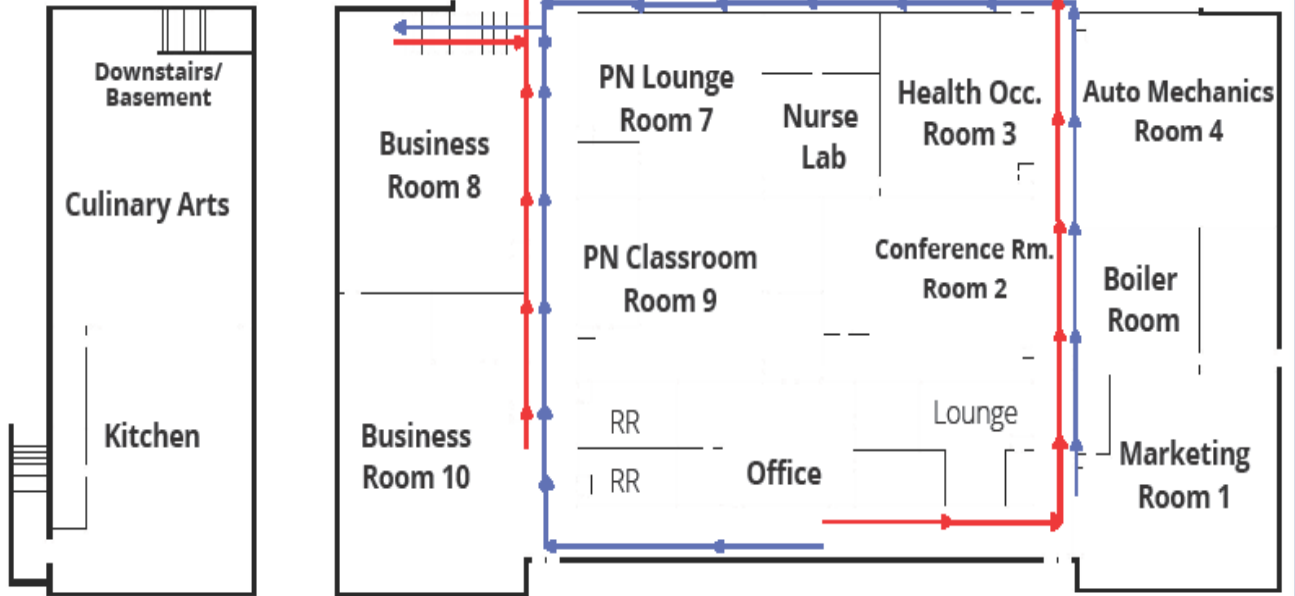 Downstairs/
Basement
Culinary Arts
Kitchen
Business
Room 8
Business
Room 10
PN Lounge
Room 7
Nurse
Lab
Health Occ.
Room 3
Auto Mechanics
Room 4
PN Classroom
Room 9
Conference Rm.
Room 2
Boiler
Room
RR
RR
Office
Lounge
Marketing
Room 1